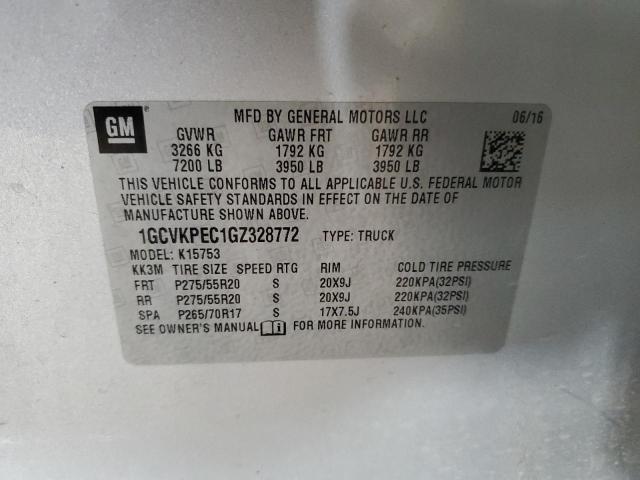 GM
MFD BY GENERAL MOTORS LLC 06/16
GVWR GAWR FRT GAWR RR
3266 KG 1792 KG 1792 KG
7200 LB 3950 LB 3950 LB
THIS VEHICLE CONFORMS TO ALL APPLICABLE U.S. FEDERAL MOTOR
VEHICLE SAFETY STANDARDS IN EFFECT ON THE DATE OF
MANUFACTURE SHOWN ABOVE.
1GCVKPEC1GZ328772 TYPE: TRUCK
MODEL: K15753
KK3M TIRE SIZE SPEED RTG RIM COLD TIRE PRESSURE
FRT P275/55R20 S 20X9J 220KPA(32PSI)
RR P275/55R20 S 20X9J 220KPA(32PSI)
SPA P265/70R17 S 17X7.5J 240KPA(35PSI)
SEE OWNER'S MANUAL FOR MORE INFORMATION.